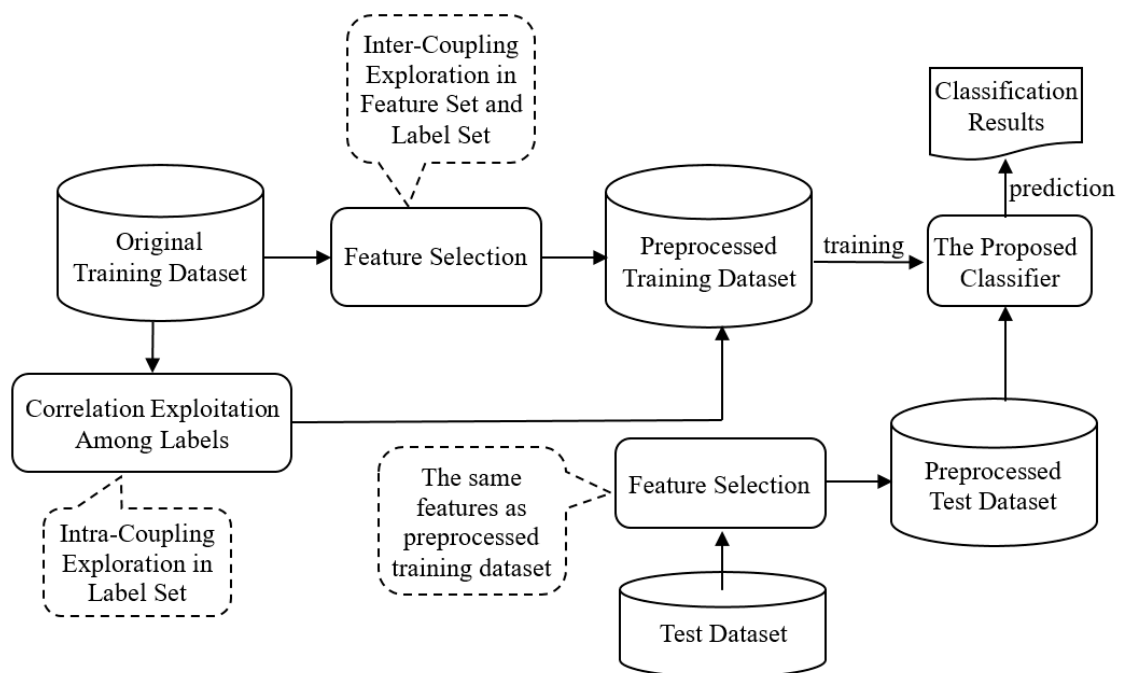 Inter-Coupling
Exploration in
Feature Set and
Label Set
Classification
Results
prediction
Original
Training Dataset
Feature Selection
Preprocessed
Training Dataset
training
The Proposed
Classifier
Correlation Exploitation
Among Labels
Intra-Coupling
Exploration in
Label Set
The same
features as
preprocessed
training dataset
Feature Selection
Preprocessed
Test Dataset
Test Dataset